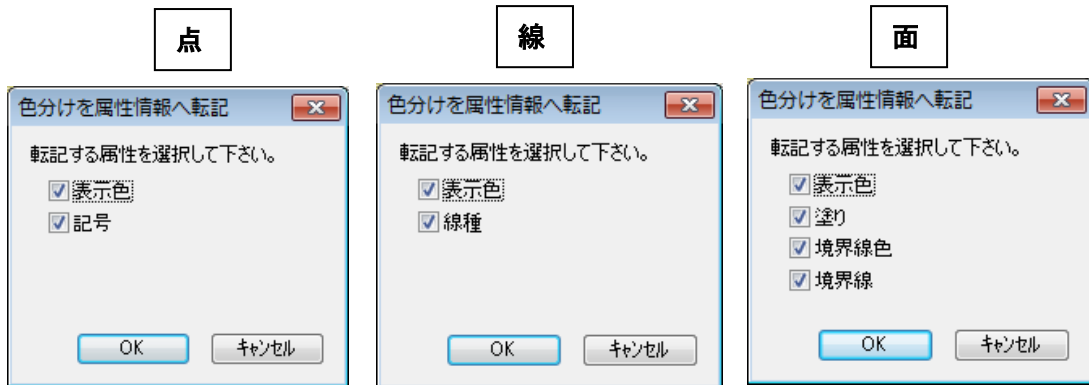 点
色分けを属性情報へ転記
転記する属性を選択して下さい。
表示色
記号
OK
キャンセル
線
色分けを属性情報へ転記
転記する属性を選択して下さい。
表示色
線種
OK
キャンセル
面
色分けを属性情報へ転記
転記する属性を選択して下さい。
表示色
塗り
境界線色
境界線
OK
キャンセル